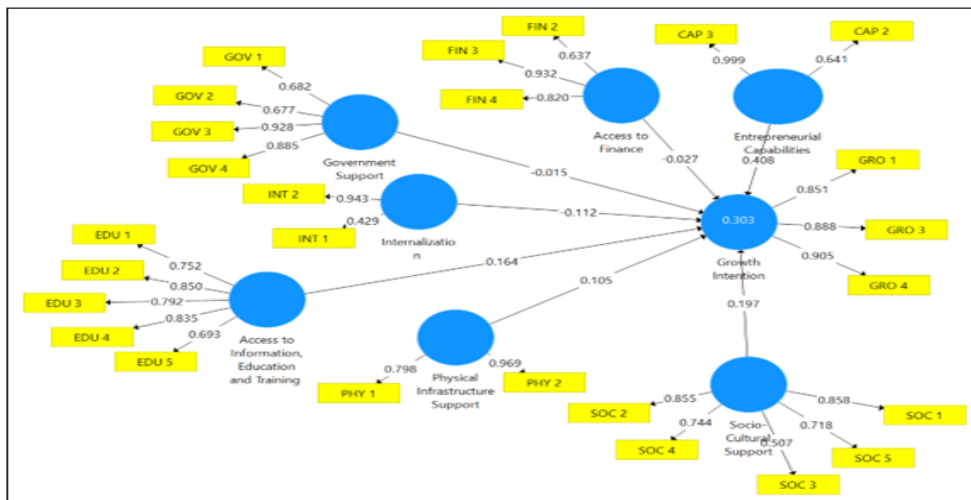 FIN 2
CAP 3
CAP 2
GOV 1
FIN 3
0.637
0.999
0.641
0.932
0.682
GOV 2
FIN 4
0.820
0.677
GOV 3
0.928
Access to
Finance
Entrepreneurial
Capabilities
0.885
GOV 4
Government
Support
-0.027
0.408
GRO 1
-0.015
0.851
INT 2
0.943
0.303
0.888
GRO 3
-0.112
INT 1
0.429
Internalizatio
n
EDU 1
0.164
Growth
Intention
0.905
0.752
EDU 2
0.850
0.105
GRO 4
EDU 3
0.792
0.197
0.835
EDU 4
0.693
EDU 5
Access to
Information,
Education
and Training
0.798
0.969
PHY 1
Physical
Infrastructure
Support
PHY 2
0.855
0.858
SOC 2
SOC 1
0.744
0.718
Socio-
Cultural
Support
0.507
SOC 4
SOC 5
SOC 3